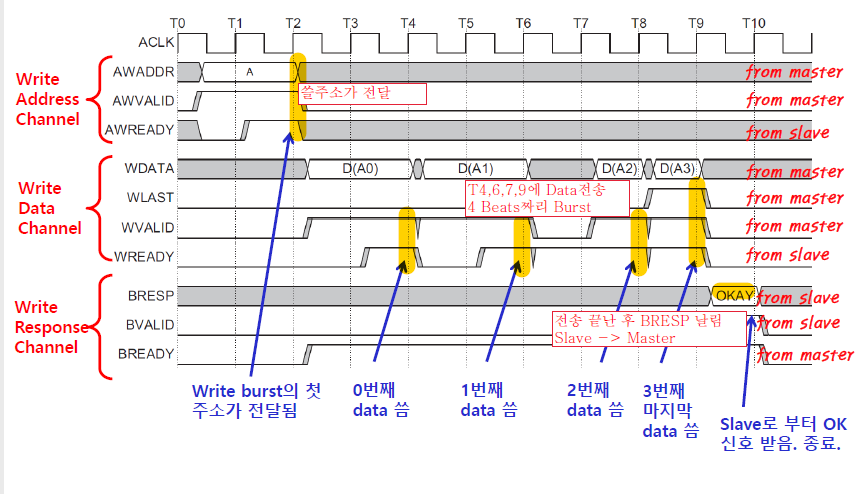 T0 T1 T2 T3 T4 T5 T6 T7 T8 T9 T10
ACLK
Write
Address
Channel
AWADDR A from master
AWVALID from master
AWREADY from slave
쓸주소가 전달
Write
Data
Channel
WDATA D(A0) D(A1) D(A2) D(A3) from master
WLAST from master
WVALID from master
WREADY from slave
T4,6,7,9에 Data전송
4 Beats짜리 Burst
Write
Response
Channel
BRESP OKAY from slave
BVALID from slave
BREADY from master
전송 끝난 후 BRESP 날림
Slave -> Master
Write burst의 첫
주소가 전달됨
0번째
data 씀
1번째
data 씀
2번째
data 씀
3번째
마지막
data 씀
Slave로 부터 OK
신호 받음. 종료.